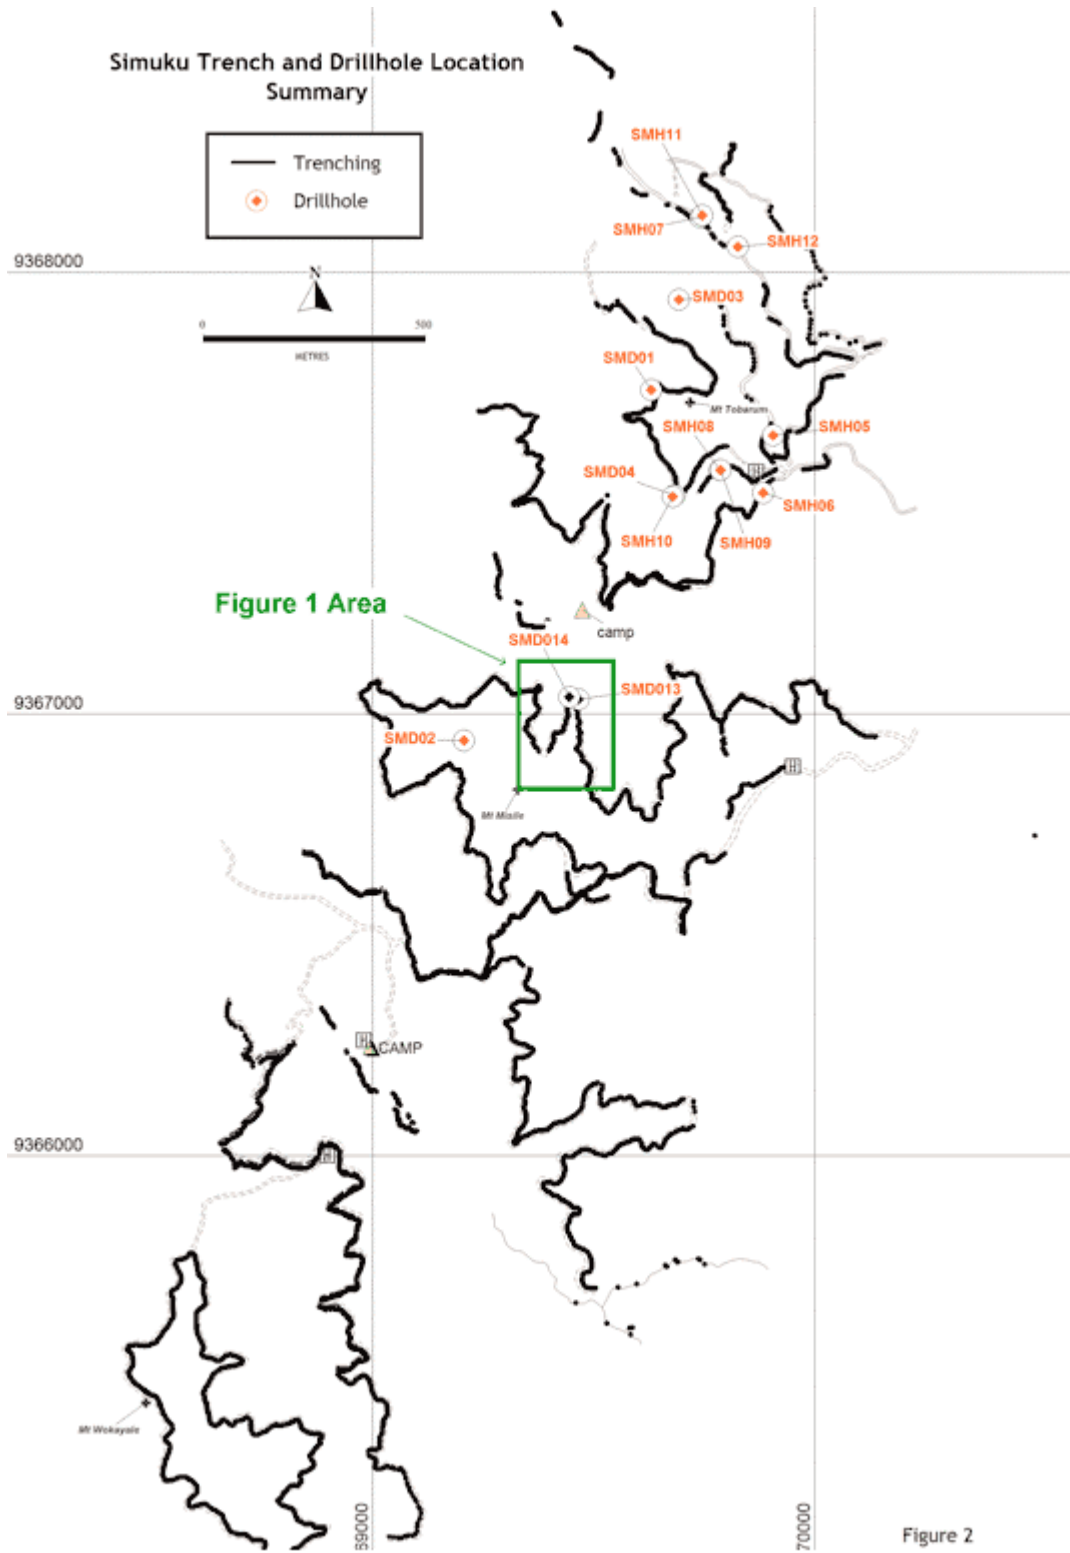 Simuku Trench and Drillhole Location
Summary
Trenching
Drillhole
N
0 500
METRES
SMH11
SMH07
SMH12
9368000
SMD03
SMD01
Mt Tobarum
SMH08
SMH05
H
SMD04
SMH06
SMH10
SMH09
Figure 1 Area
camp
SMD014
SMD013
9367000
SMD02
H
Mt Misile
H
CAMP
9366000
H
Mt Wokayale
69000
70000
Figure 2